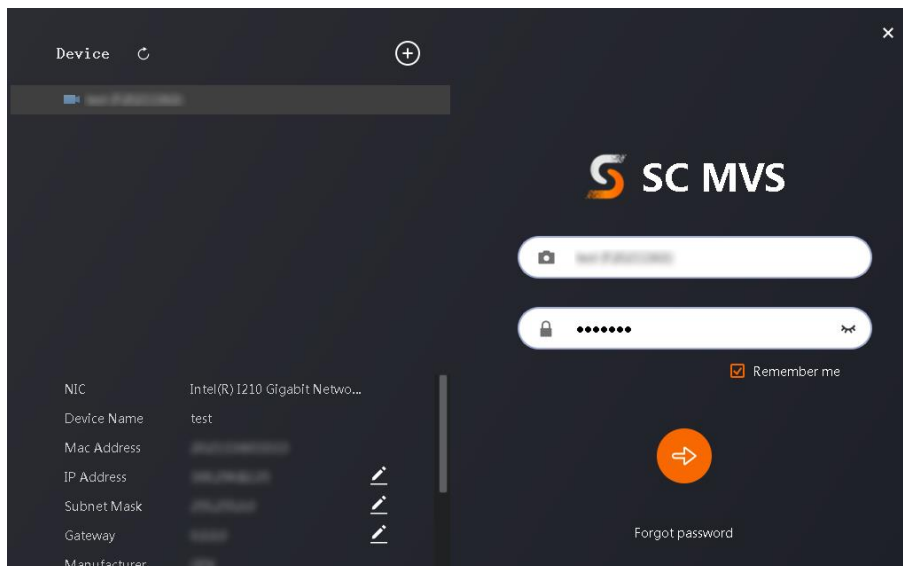 Device
SC MVS
•••••••
Remember me
NIC Intel(R) I210 Gigabit Netwo...
Device Name test
Mac Address
IP Address
Subnet Mask
Gateway
Manufacturer
Forgot password